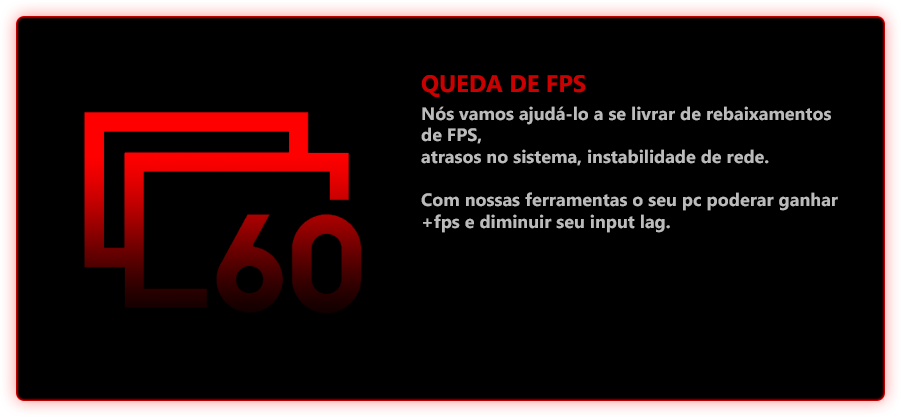 QUEDA DE FPS
Nós vamos ajudá-lo a se livrar de rebaixamentos
de FPS,
atrasos no sistema, instabilidade de rede.
Com nossas ferramentas o seu pc poderar ganhar
+fps e diminuir seu input lag.
60